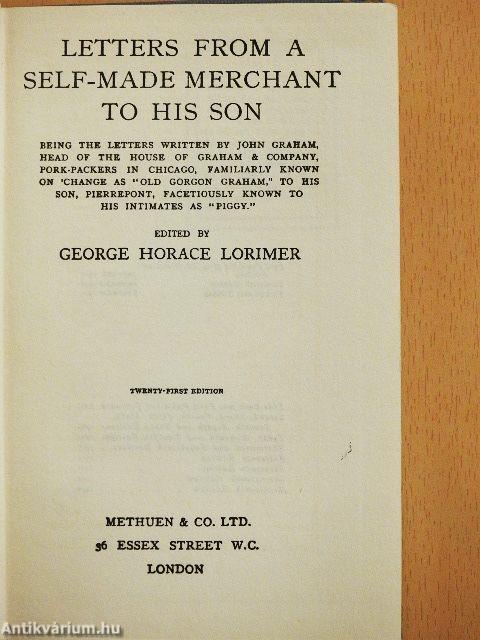 LETTERS FROM A
SELF-MADE MERCHANT
TO HIS SON
BEING THE LETTERS WRITTEN BY JOHN GRAHAM,
HEAD OF THE HOUSE OF GRAHAM & COMPANY,
PORK-PACKERS IN CHICAGO, FAMILIARLY KNOWN
ON 'CHANGE AS "OLD GORGON GRAHAM," TO HIS
SON, PIERREPONT, FACETIOUSLY KNOWN TO
HIS INTIMATES AS "PIGGY."
EDITED BY
GEORGE HORACE LORIMER
TWENTY-FIRST EDITION
METHUEN & CO. LTD.
36 ESSEX STREET W.C.
LONDON
Antikvárium.hu